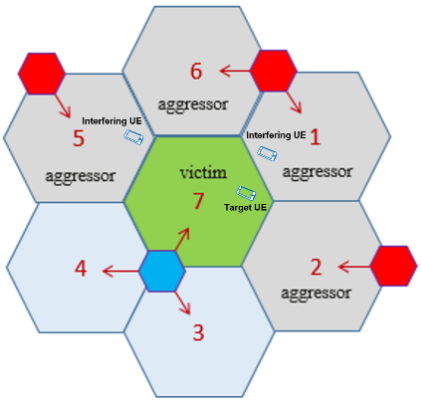 6
aggressor
Interfering UE
5
aggressor
Interfering UE
1
aggressor
victim
7
Target UE
4
2
aggressor
3